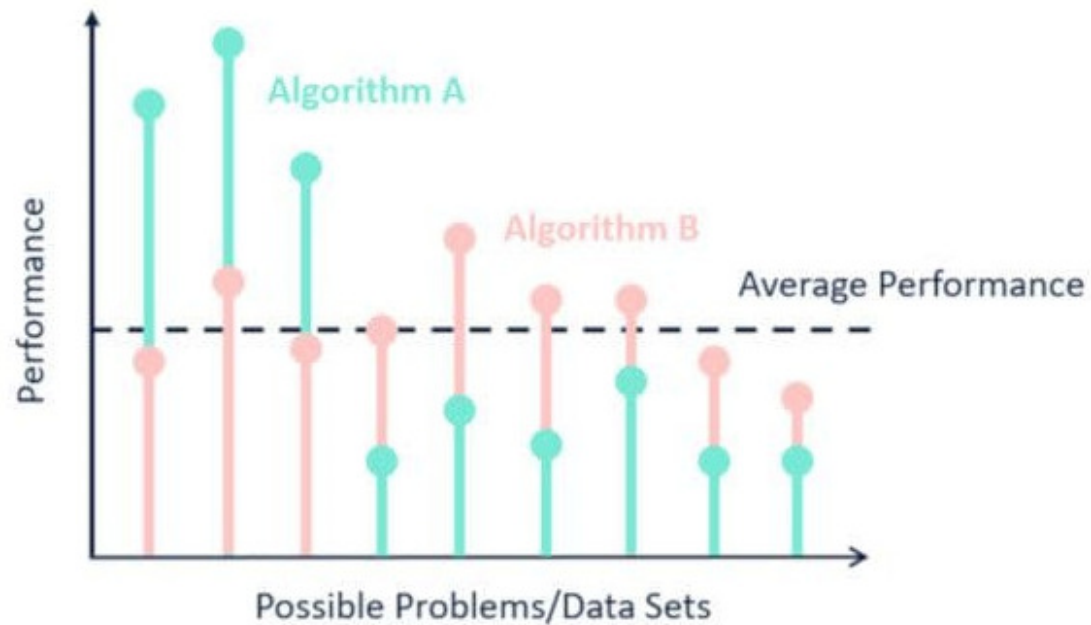 Algorithm A
Algorithm B
Average Performance
Performance
Possible Problems/Data Sets